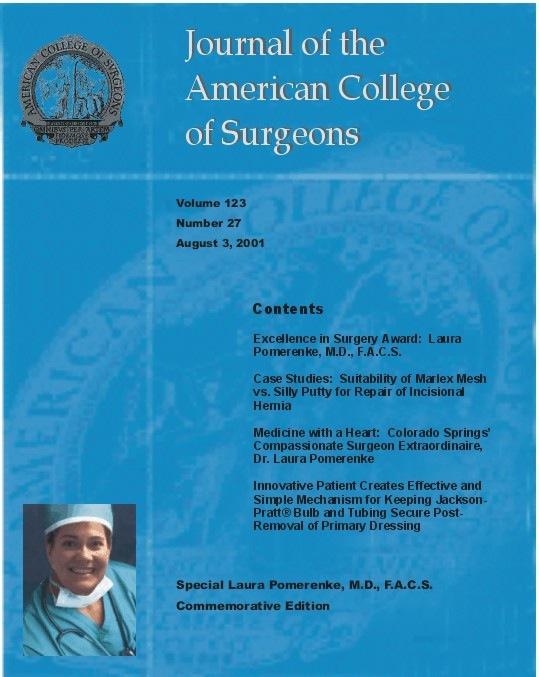 Journal of the
American College
of Surgeons
AMERICAN COLLEGE OF SURGEONS
Volume 123
Number 27
August 3, 2001
Contents
Excellence in Surgery Award: Laura
Pomerenke, M.D., F.A.C.S.
Case Studies: Suitability of Marlex Mesh
vs. Silly Putty for Repair of Incisional
Hernia
Medicine with a Heart: Colorado Springs'
Compassionate Surgeon Extraordinaire,
Dr. Laura Pomerenke
Innovative Patient Creates Effective and
Simple Mechanism for Keeping Jackson-
Pratt® Bulb and Tubing Secure Post-
Removal of Primary Dressing
Special Laura Pomerenke, M.D., F.A.C.S.
Commemorative Edition